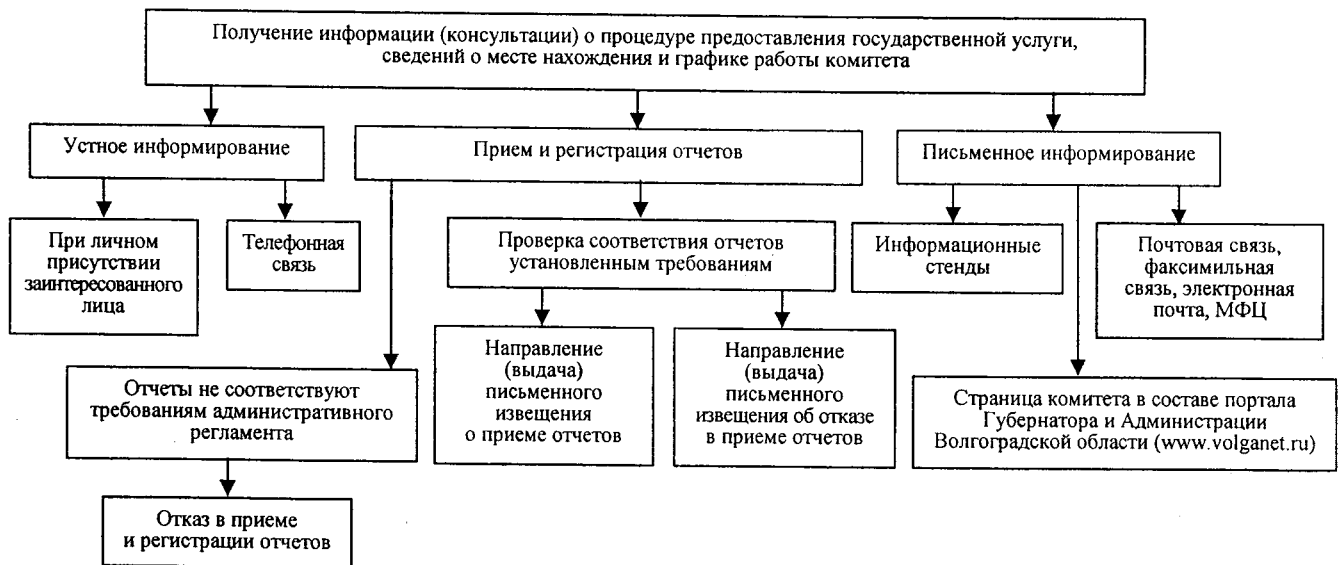 Получение информации (консультации) о процедуре предоставления государственной услуги,
сведений о месте нахождения и графике работы комитета
Устное информирование
Прием и регистрация отчетов
Письменное информирование
При личном
присутствии
заинтересованного
лица
Телефонная
связь
Проверка соответствия отчетов
установленным требованиям
Информационные
стенды
Почтовая связь,
факсимильная
связь, электронная
почта, МФЦ
Отчеты не соответствуют
требованиям административного
регламента
Направление
(выдача)
письменного
извещения
о приеме отчетов
Направление
(выдача)
письменного
извещения об отказе
в приеме отчетов
Страница комитета в составе портала
Губернатора и Администрации
Волгоградской области (www.volganet.ru)
Отказ в приеме
и регистрации отчетов